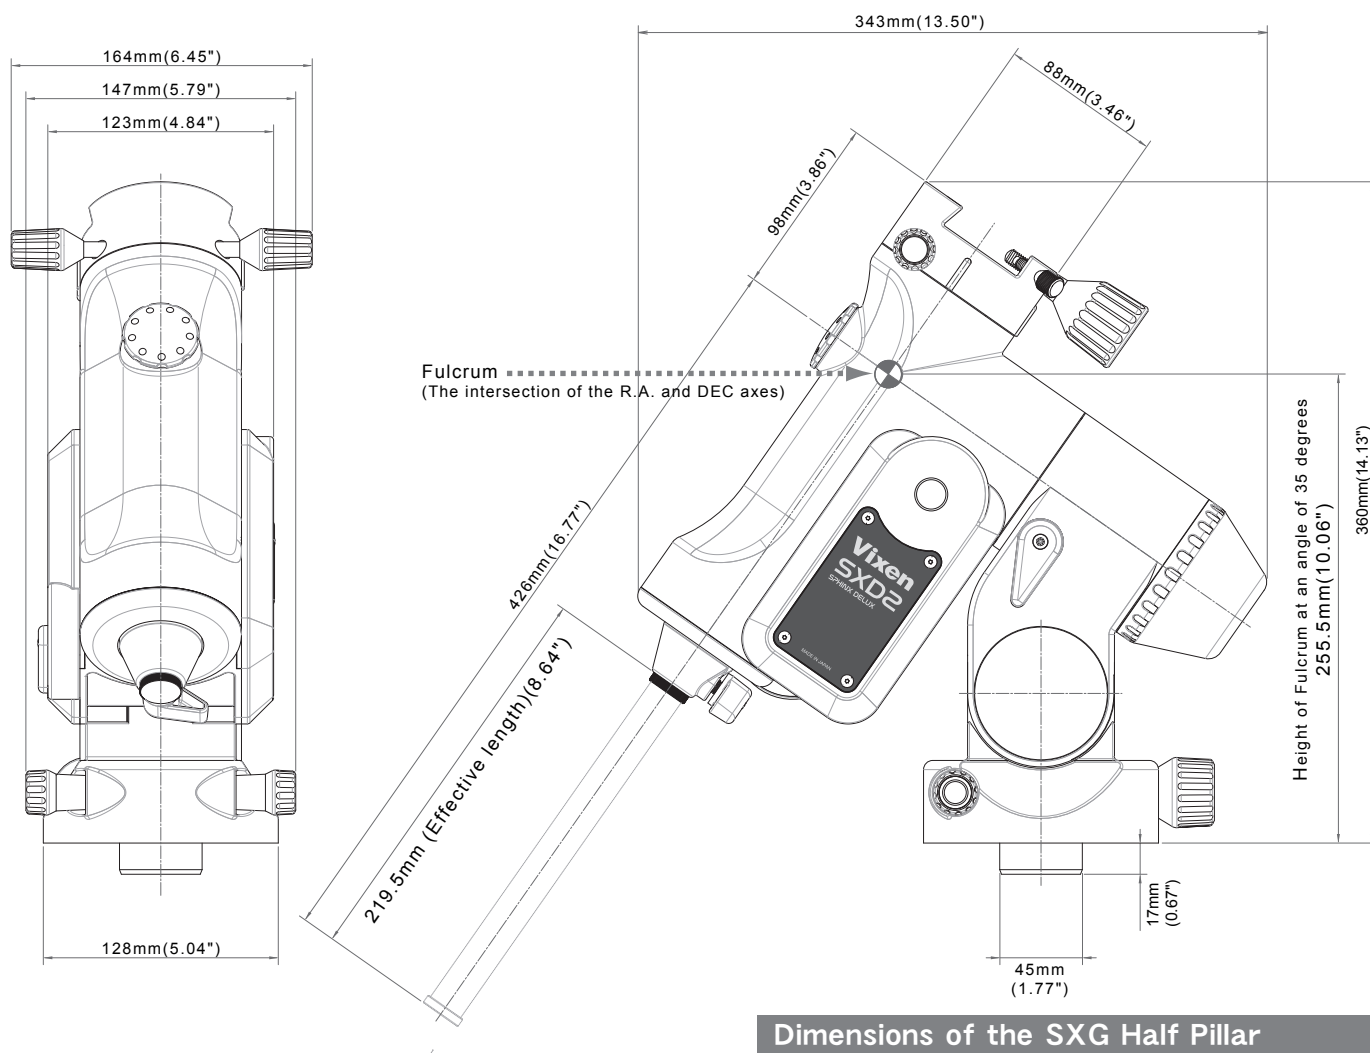 343mm(13.50")
164mm(6.45")
147mm(5.79")
123mm(4.84")
88mm(3.46")
98mm(3.86")
Fulcrum
(The intersection of the R.A. and DEC axes)
Height of Fulcrum at an angle of 35 degrees
255.5mm(10.06")
360mm(14.13")
426mm(16.77")
Vixen
SXD2
SPHINX DELUX
MADE IN JAPAN
219.5mm (Effective length)(8.64")
17mm
(0.67")
128mm(5.04")
45mm
(1.77")
Dimensions of the SXG Half Pillar